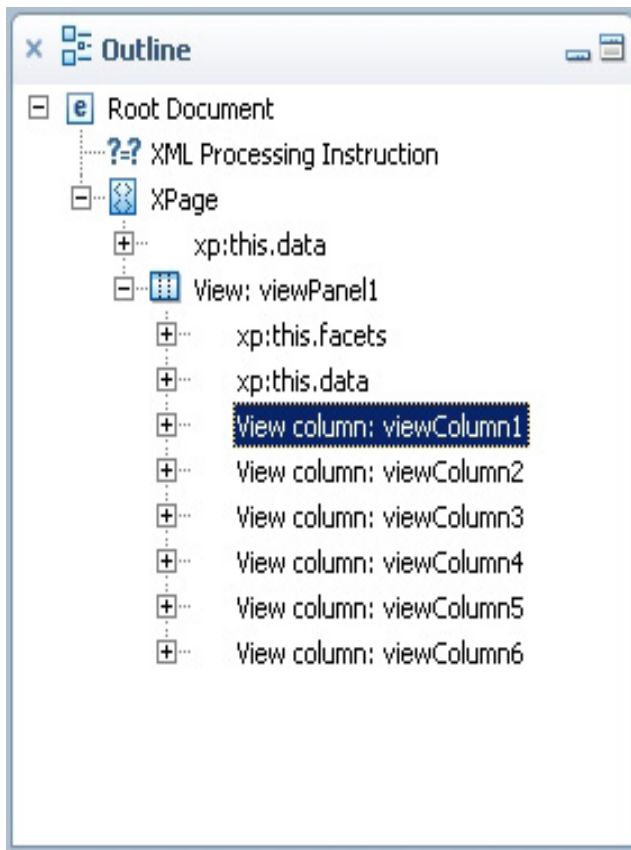 Outline
Root Document
?=? XML Processing Instruction
XPage
xp:this.data
View: viewPanel1
xp:this.facets
xp:this.data
View column: viewColumn1
View column: viewColumn2
View column: viewColumn3
View column: viewColumn4
View column: viewColumn5
View column: viewColumn6